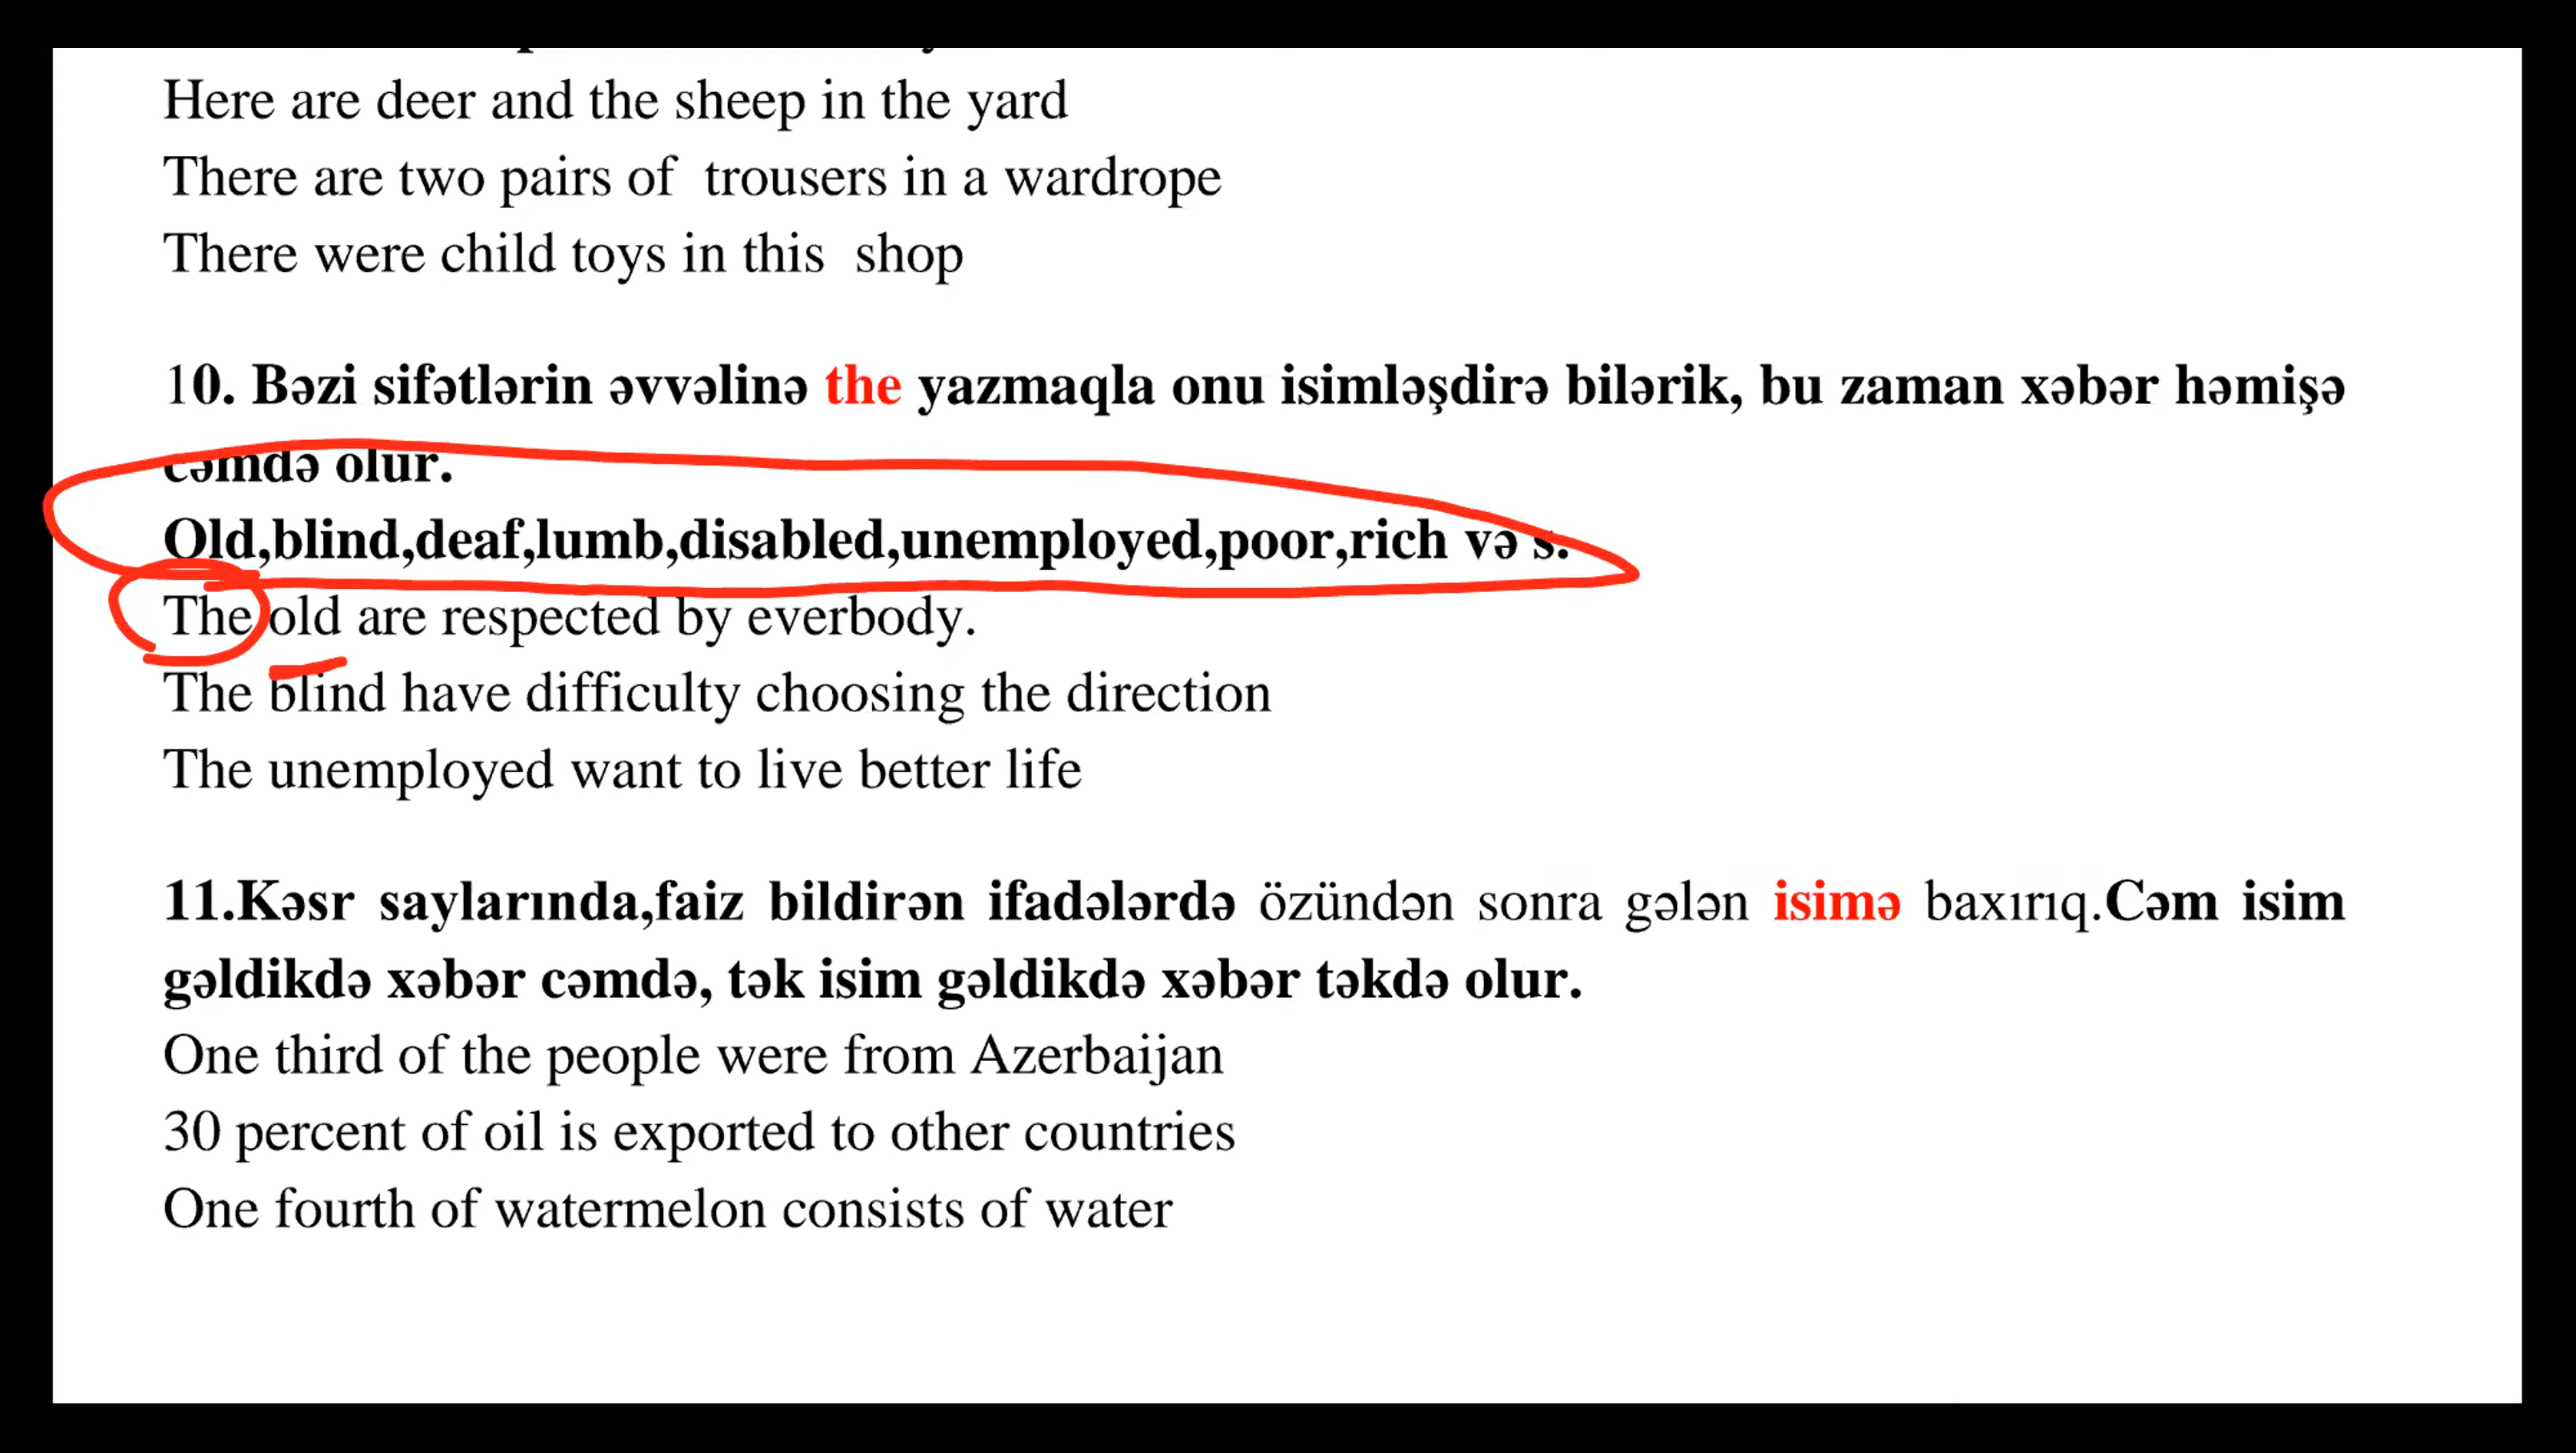 Here are deer and the sheep in the yard
There are two pairs of trousers in a wardrope
There were child toys in this shop
10. Bəzi sifətlərin əvvəlinə the yazmaqla onu isimləşdirə bilərik, bu zaman xəbər həmişə
cəmdə olur.
Old,blind,deaf,lumb,disabled,unemployed,poor,rich və s.
The old are respected by everbody.
The blind have difficulty choosing the direction
The unemployed want to live better life
11.Kəsr saylarında,faiz bildirən ifadələrdə özündən sonra gələn isimə baxırıq.Cəm isim
gəldikdə xəbər cəmdə, tək isim gəldikdə xəbər təkdə olur.
One third of the people were from Azerbaijan
30 percent of oil is exported to other countries
One fourth of watermelon consists of water